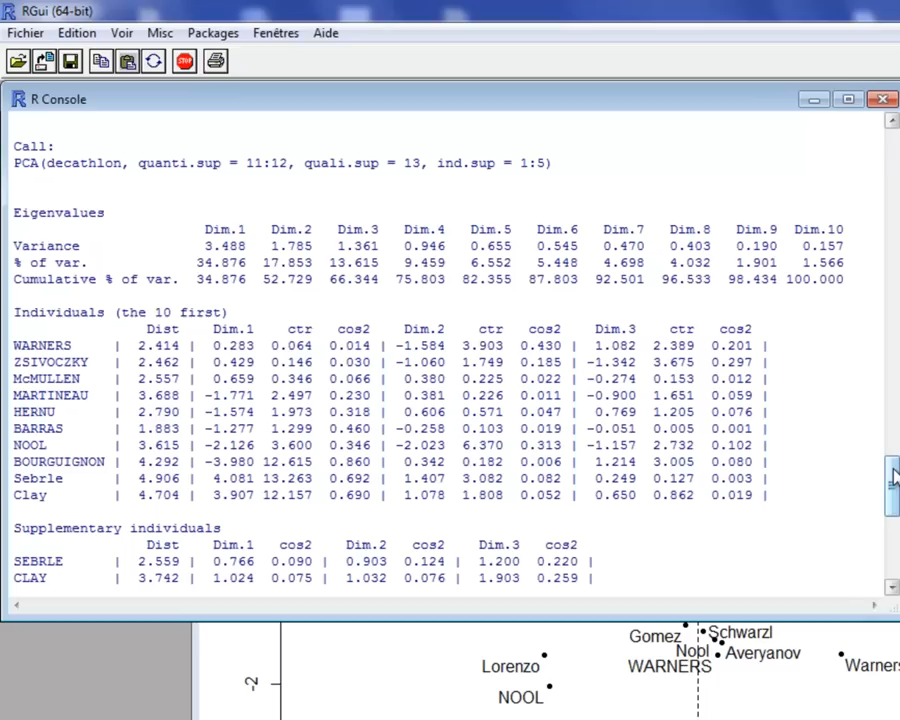 RGui (64-bit)
Fichier Edition Voir Misc Packages Fenêtres Aide
STOP
R Console
Call:
PCA(decathlon, quanti.sup = 11:12, quali.sup = 13, ind.sup = 1:5)
Eigenvalues
Dim.1 Dim.2 Dim.3 Dim.4 Dim.5 Dim.6 Dim.7 Dim.8 Dim.9 Dim.10
Variance 3.488 1.785 1.361 0.946 0.655 0.545 0.470 0.403 0.190 0.157
% of var. 34.876 17.853 13.615 9.459 6.552 5.448 4.698 4.032 1.901 1.566
Cumulative % of var. 34.876 52.729 66.344 75.803 82.355 87.803 92.501 96.533 98.434 100.000
Individuals (the 10 first)
Dist Dim.1 ctr cos2 Dim.2 ctr cos2 Dim.3 ctr cos2
WARNERS | 2.414 | 0.283 0.064 0.014 | -1.584 3.903 0.430 | 1.082 2.389 0.201 |
ZSIVOCZKY | 2.462 | 0.429 0.146 0.030 | -1.060 1.749 0.185 | -1.342 3.675 0.297 |
McMULLEN | 2.557 | 0.659 0.346 0.066 | 0.380 0.225 0.022 | -0.274 0.153 0.012 |
MARTINEAU | 3.688 | -1.771 2.497 0.230 | 0.381 0.226 0.011 | -0.900 1.651 0.059 |
HERNU | 2.790 | -1.574 1.973 0.318 | 0.606 0.571 0.047 | 0.769 1.205 0.076 |
BARRAS | 1.883 | -1.277 1.299 0.460 | -0.258 0.103 0.019 | -0.051 0.005 0.001 |
NOOL | 3.615 | -2.126 3.600 0.346 | -2.023 6.370 0.313 | -1.157 2.732 0.102 |
BOURGUIGNON | 4.292 | -3.980 12.615 0.860 | 0.342 0.182 0.006 | 1.214 3.005 0.080 |
Sebrle | 4.906 | 4.081 13.263 0.692 | 1.407 3.082 0.082 | 0.249 0.127 0.003 |
Clay | 4.704 | 3.907 12.157 0.690 | 1.078 1.808 0.052 | 0.650 0.862 0.019 |
Supplementary individuals
Dist Dim.1 cos2 Dim.2 cos2 Dim.3 cos2
SEBRLE | 2.559 | 0.766 0.090 | 0.903 0.124 | 1.200 0.220 |
CLAY | 3.742 | 1.024 0.075 | 1.032 0.076 | 1.903 0.259 |
Gomez Schwarzl
Nool Averyanov
Lorenzo WARNERS Warners
-2
NOOL